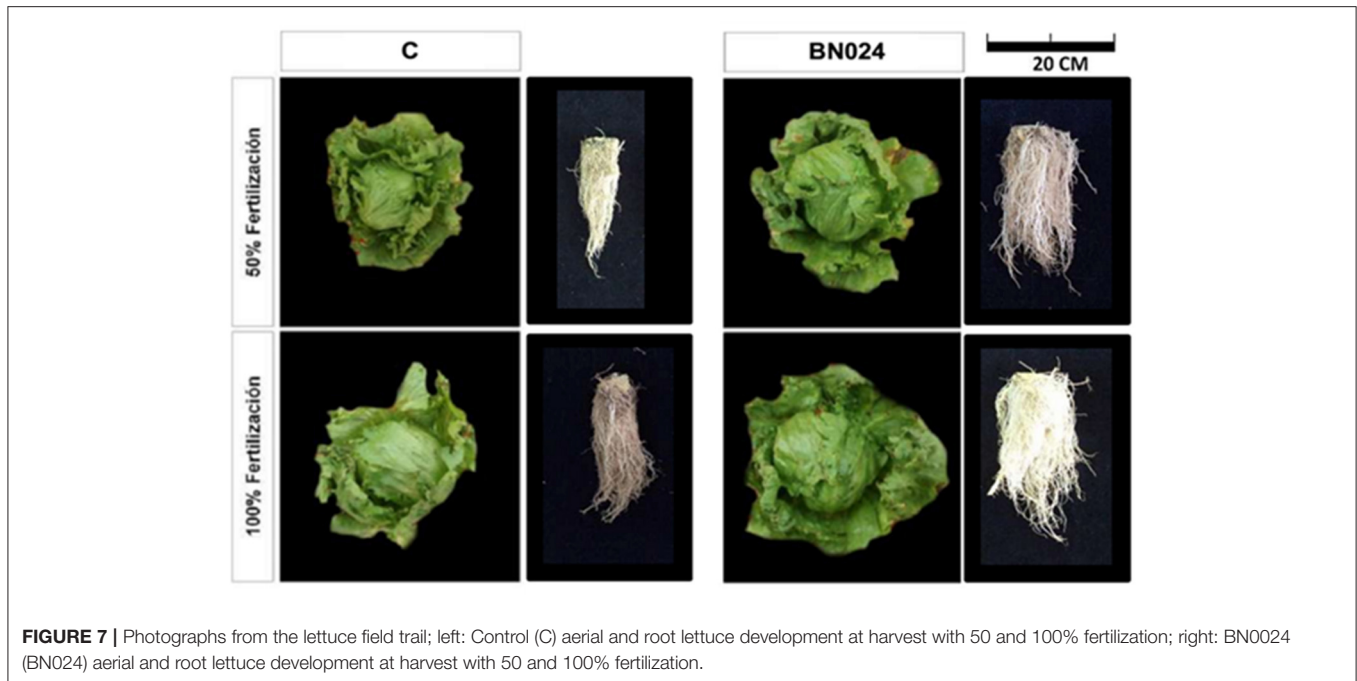 C
BN024
20 CM
50% Fertilización
100% Fertilización
FIGURE 7 | Photographs from the lettuce field trail; left: Control (C) aerial and root lettuce development at harvest with 50 and 100% fertilization; right: BN0024
(BN024) aerial and root lettuce development at harvest with 50 and 100% fertilization.